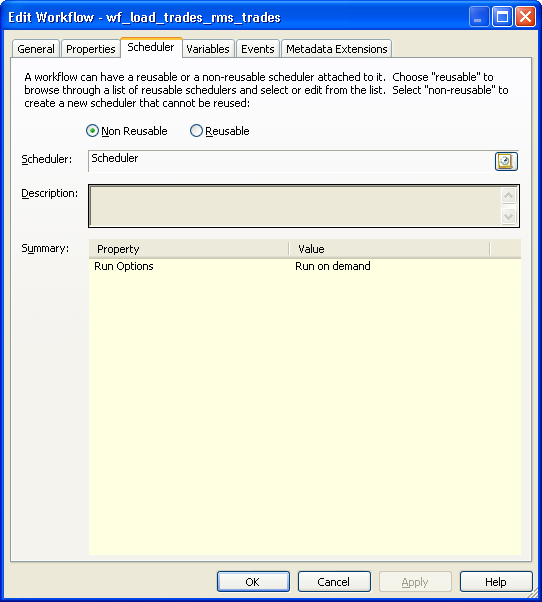 Edit Workflow - wf_load_trades_rms_trades
General Properties Scheduler Variables Events Metadata Extensions
A workflow can have a reusable or a non-reusable scheduler attached to it.  Choose "reusable" to
browse through a list of reusable schedulers and select or edit from the list.  Select "non-reusable" to
create a new scheduler that cannot be reused:
Non Reusable Reusable
Scheduler: Scheduler
Description:
Summary: Property Value
Run Options Run on demand
OK Cancel Apply Help